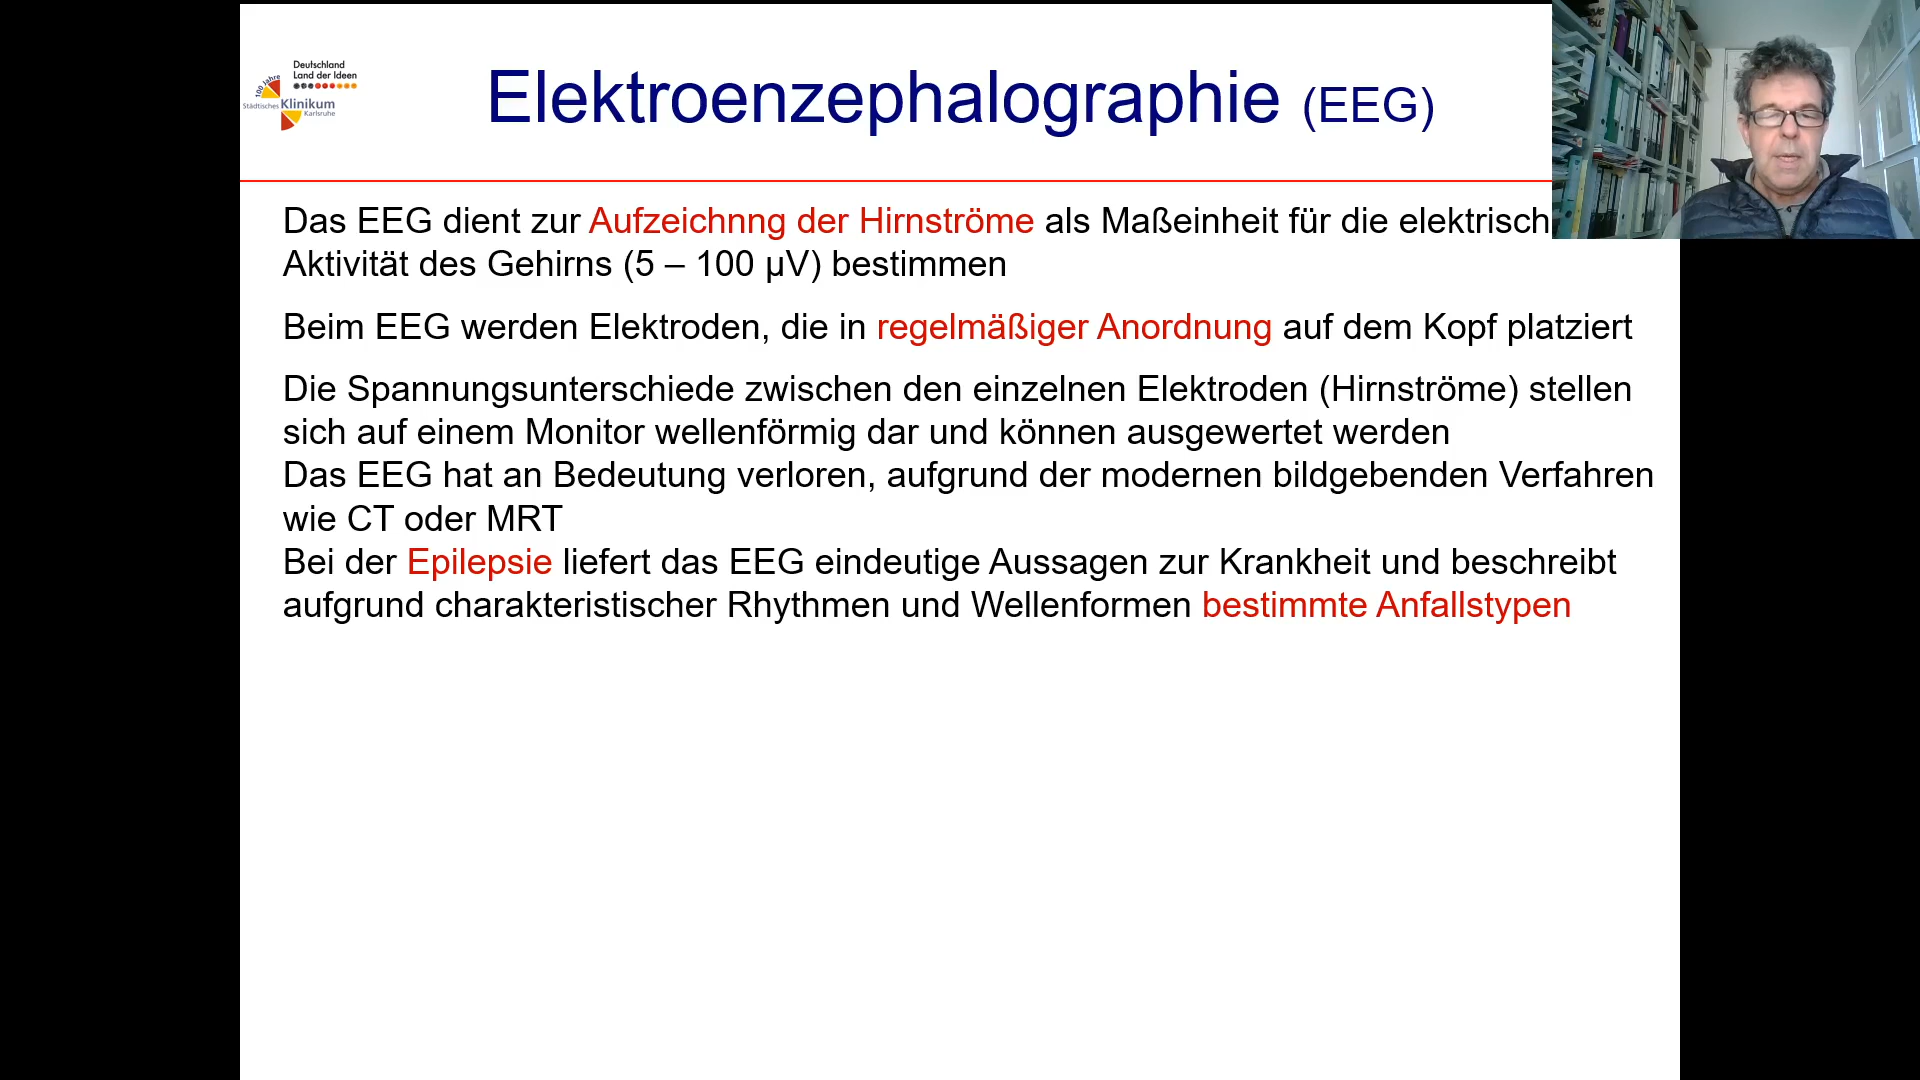 Deutschland
Land der Ideen
100 Jahre
Städtisches Klinikum
Karlsruhe
Elektroenzephalographie (EEG)
Das EEG dient zur Aufzeichnng der Hirnströme als Maßeinheit für die elektrisch
Aktivität des Gehirns (5 – 100 µV) bestimmen
Beim EEG werden Elektroden, die in regelmäßiger Anordnung auf dem Kopf platziert
Die Spannungsunterschiede zwischen den einzelnen Elektroden (Hirnströme) stellen
sich auf einem Monitor wellenförmig dar und können ausgewertet werden
Das EEG hat an Bedeutung verloren, aufgrund der modernen bildgebenden Verfahren
wie CT oder MRT
Bei der Epilepsie liefert das EEG eindeutige Aussagen zur Krankheit und beschreibt
aufgrund charakteristischer Rhythmen und Wellenformen bestimmte Anfallstypen